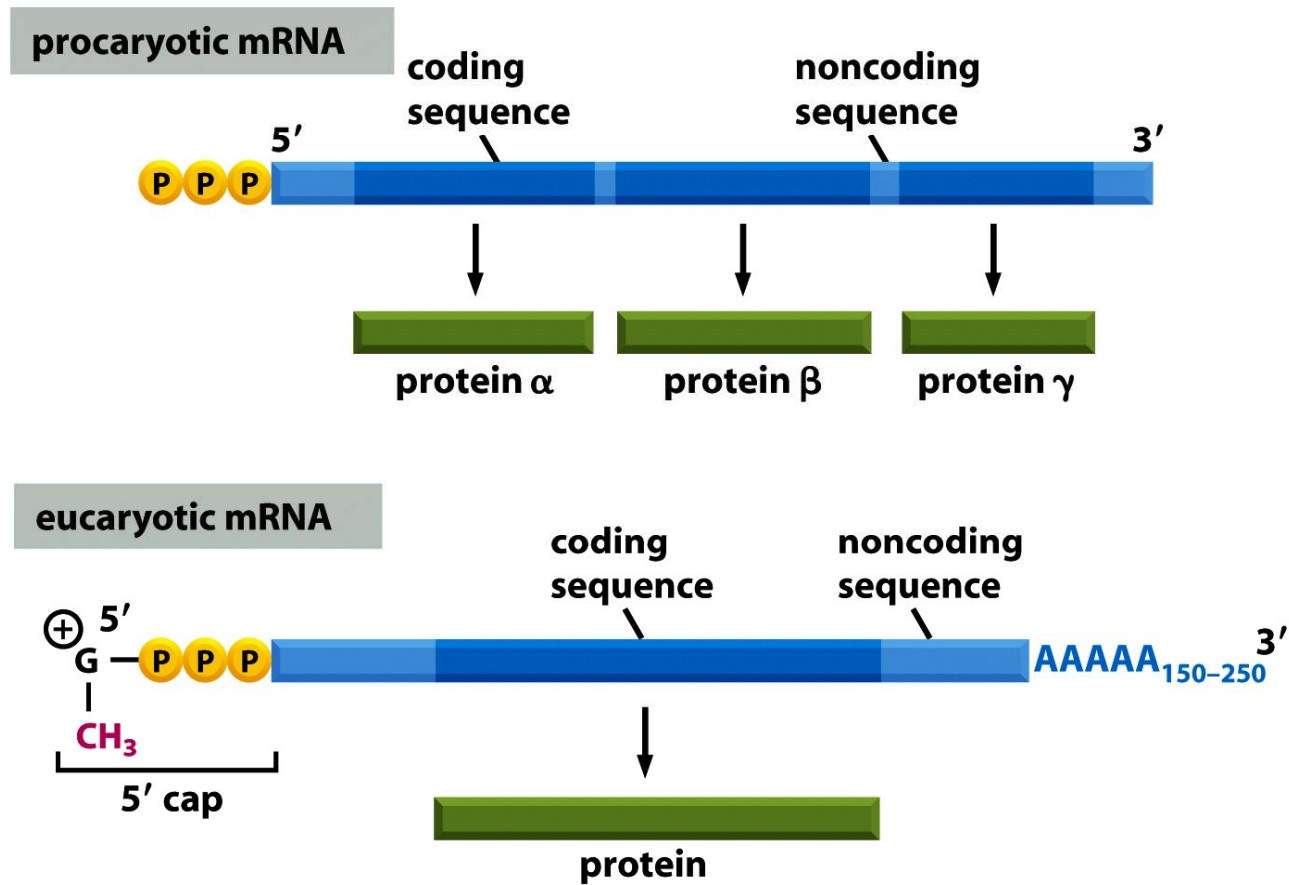 procaryotic mRNA
coding
sequence
noncoding
sequence
5′
3′
P P P
protein α
protein β
protein γ
eucaryotic mRNA
coding
sequence
noncoding
sequence
+
5′
G
P P P
AAAAA150–250
3′
CH3
5′ cap
protein